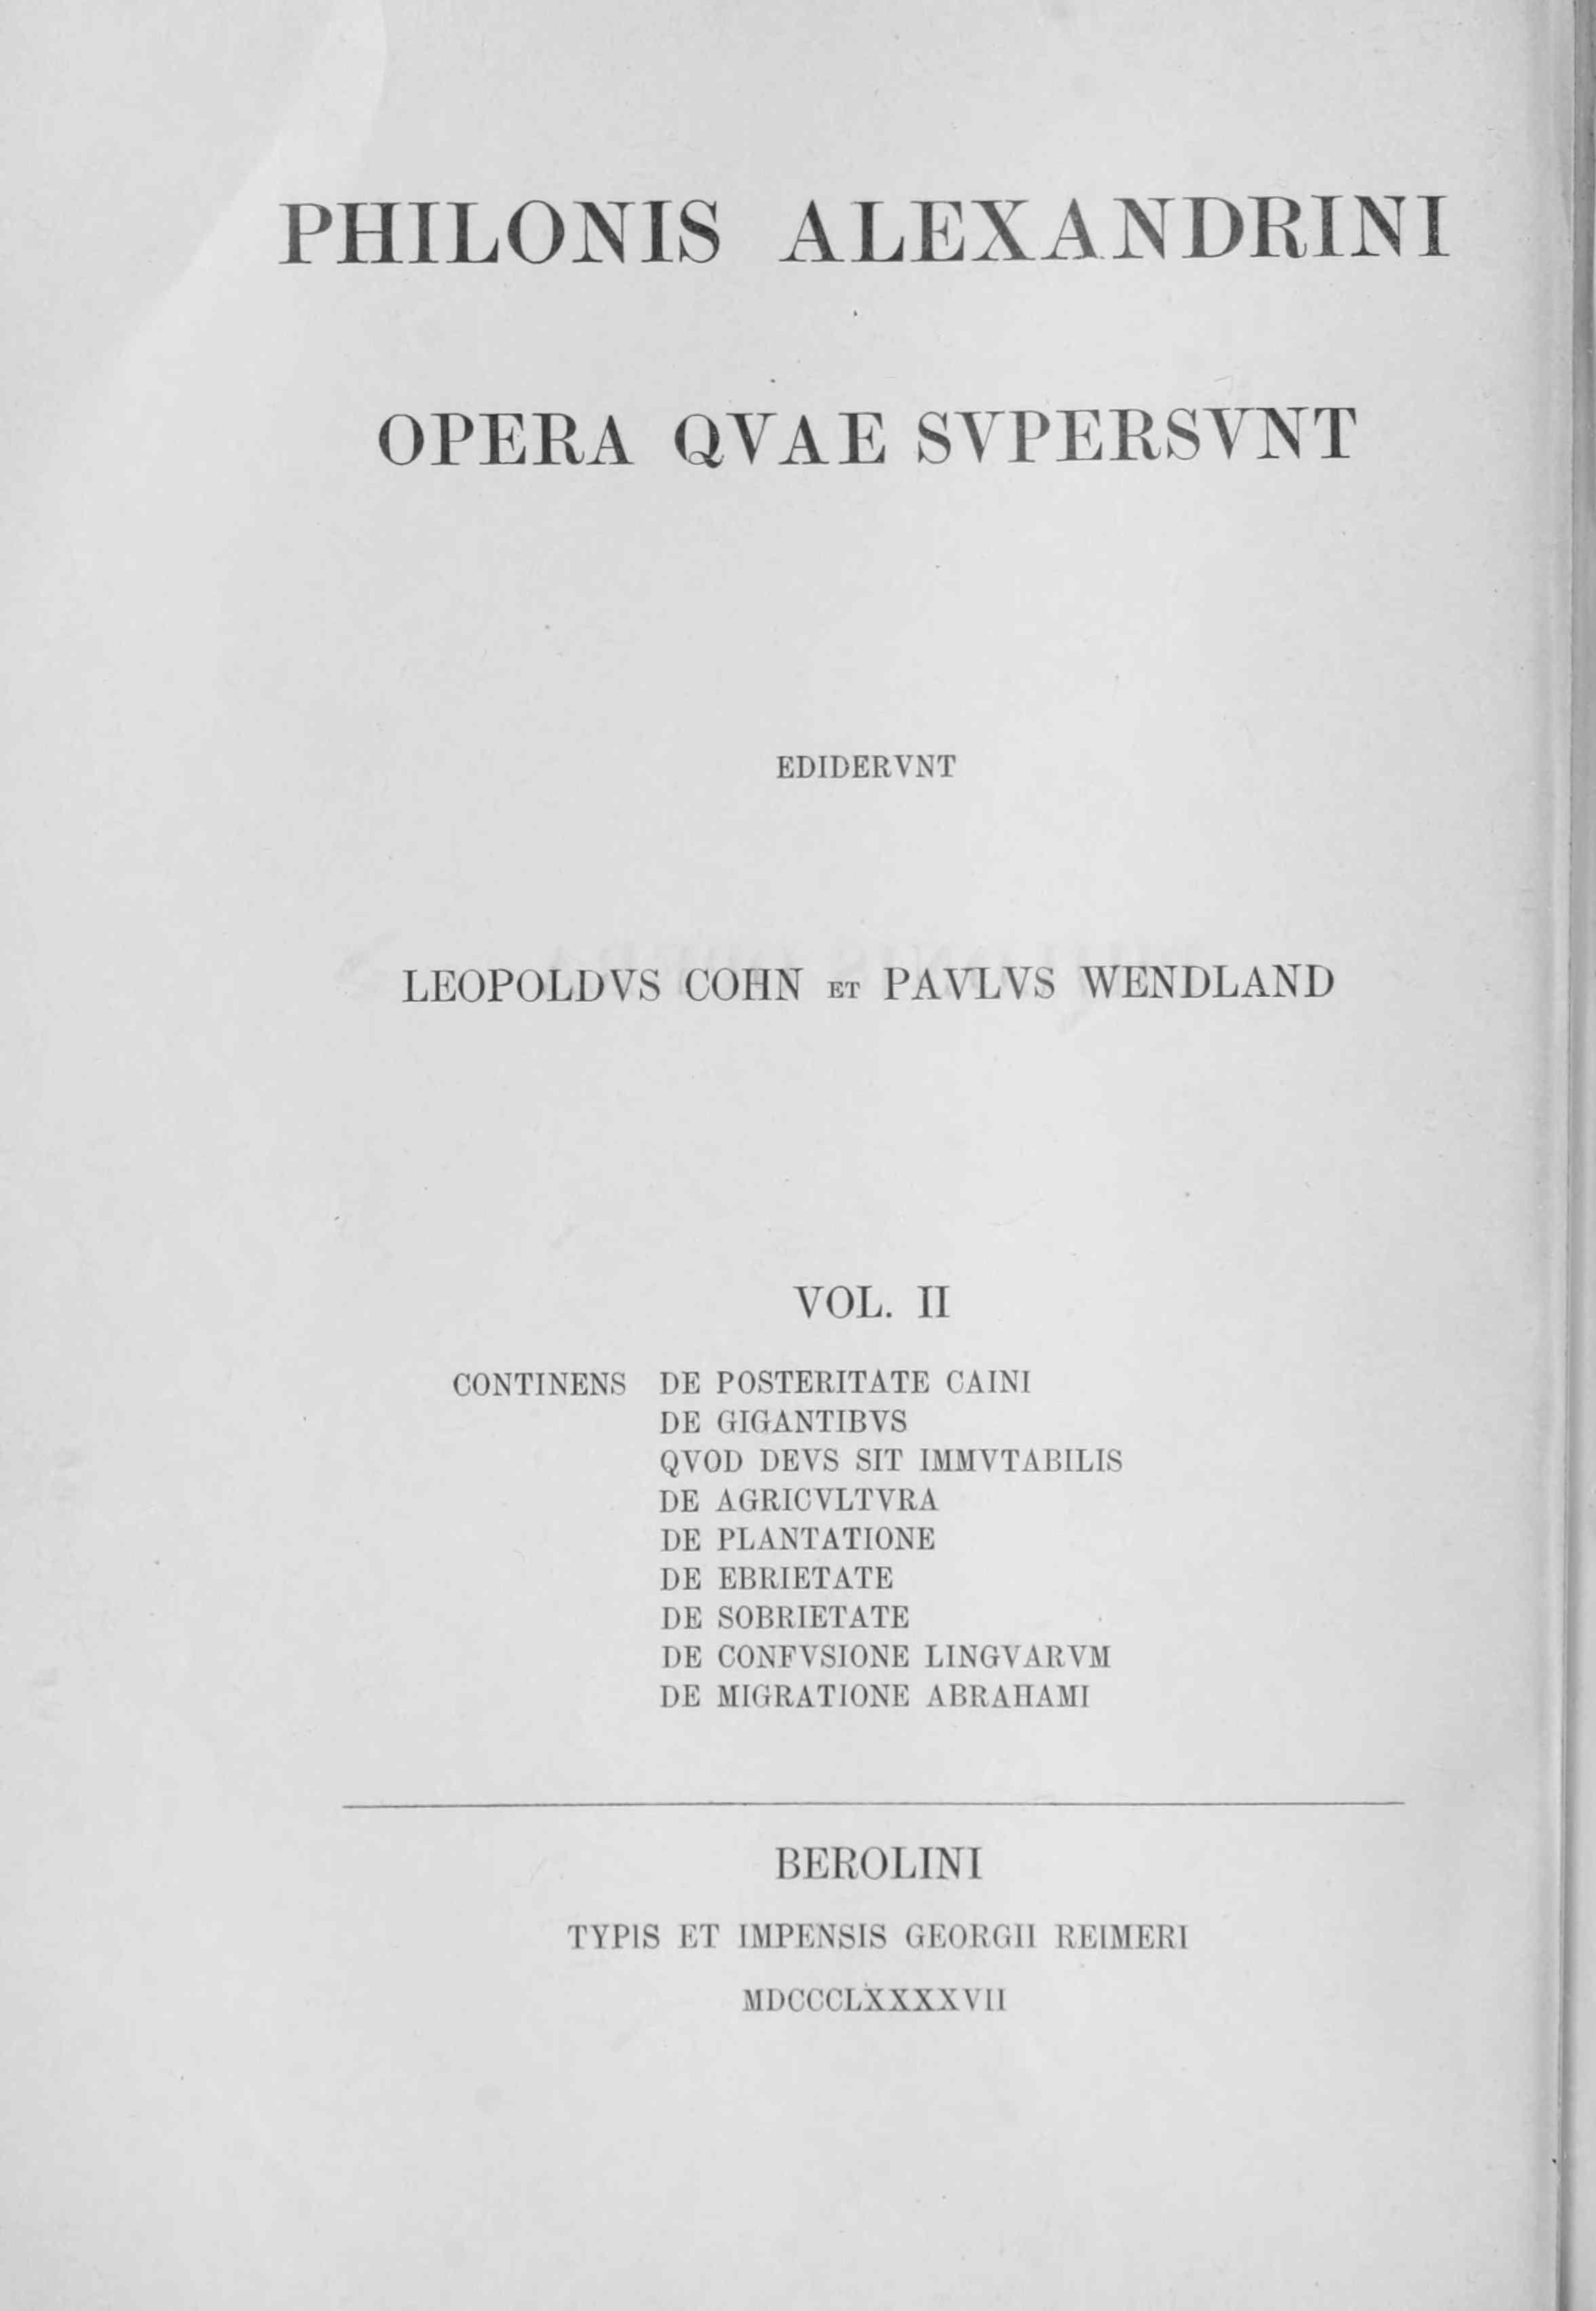 PHILONIS ALEXANDRINI
OPERA QVAE SVPERSVNT
EDIDERVNT
LEOPOLDVS COHN ET PAVLVS WENDLAND
VOL. II
CONTINENS DE POSTERITATE CAINI
DE GIGANTIBVS
QVOD DEVS SIT IMMVTABILIS
DE AGRICVLTVRA
DE PLANTATIONE
DE EBRIETATE
DE SOBRIETATE
DE CONFVSIONE LINGVARVM
DE MIGRATIONE ABRAHAMI
BEROLINI
TYPIS ET IMPENSIS GEORGII REIMERI
MDCCCLXXXXVII